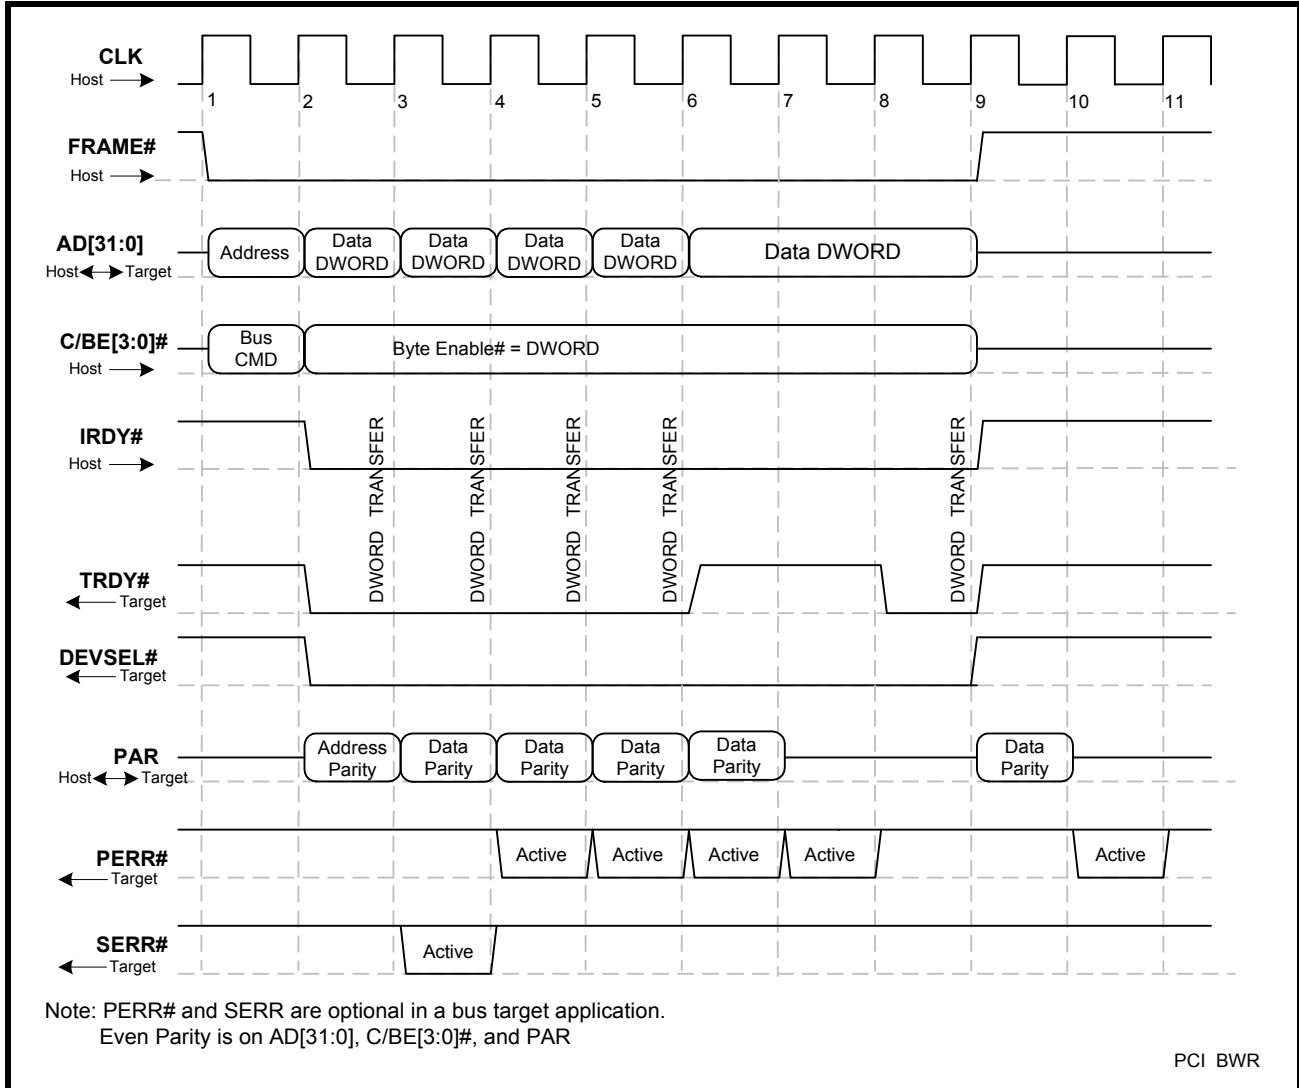 CLK
Host
1 2 3 4 5 6 7 8 9 10 11
FRAME#
Host
AD[31:0]
Host Target
Address
Data
DWORD
Data
DWORD
Data
DWORD
Data
DWORD
Data DWORD
C/BE[3:0]#
Host
Bus
CMD
Byte Enable# = DWORD
IRDY#
Host
DWORD TRANSFER
DWORD TRANSFER
DWORD TRANSFER
DWORD TRANSFER
DWORD TRANSFER
TRDY#
Target
DEVSEL#
Target
PAR
Host Target
Address
Parity
Data
Parity
Data
Parity
Data
Parity
Data
Parity
Data
Parity
PERR#
Target
Active
Active
Active
Active
Active
SERR#
Target
Active
Note: PERR# and SERR are optional in a bus target application.
Even Parity is on AD[31:0], C/BE[3:0]#, and PAR
PCI BWR